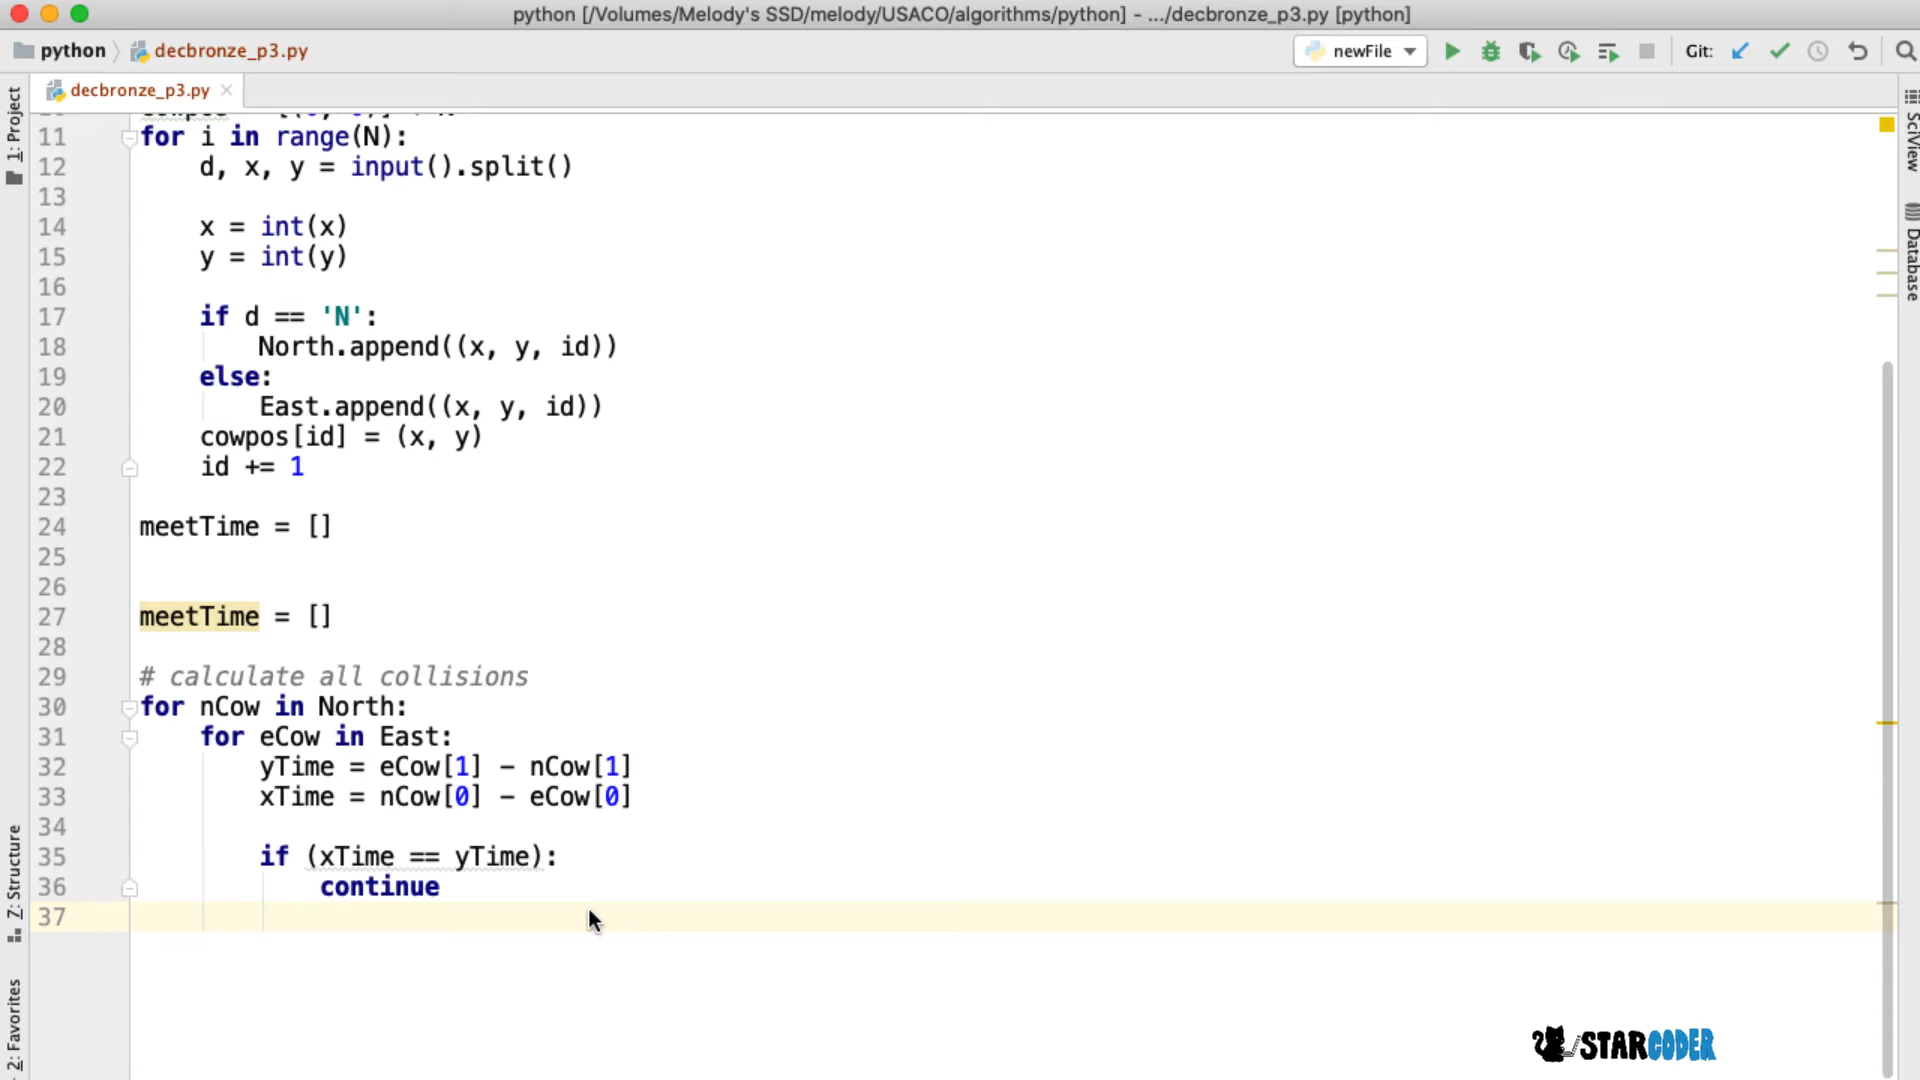 python [/Volumes/Melody's SSD/melody/USACO/algorithms/python] - .../decbronze_p3.py [python]
python decbronze_p3.py newFile Git:
decbronze_p3.py
1: Project
SciView
Database
7: Structure
2: Favorites
11 for i in range(N):
12 d, x, y = input().split()
13
14 x = int(x)
15 y = int(y)
16
17 if d == 'N':
18 North.append((x, y, id))
19 else:
20 East.append((x, y, id))
21 cowpos[id] = (x, y)
22 id += 1
23
24 meetTime = []
25
26
27 meetTime = []
28
29 # calculate all collisions
30 for nCow in North:
31 for eCow in East:
32 yTime = eCow[1] - nCow[1]
33 xTime = nCow[0] - eCow[0]
34
35 if (xTime == yTime):
36 continue
37
STARCODER